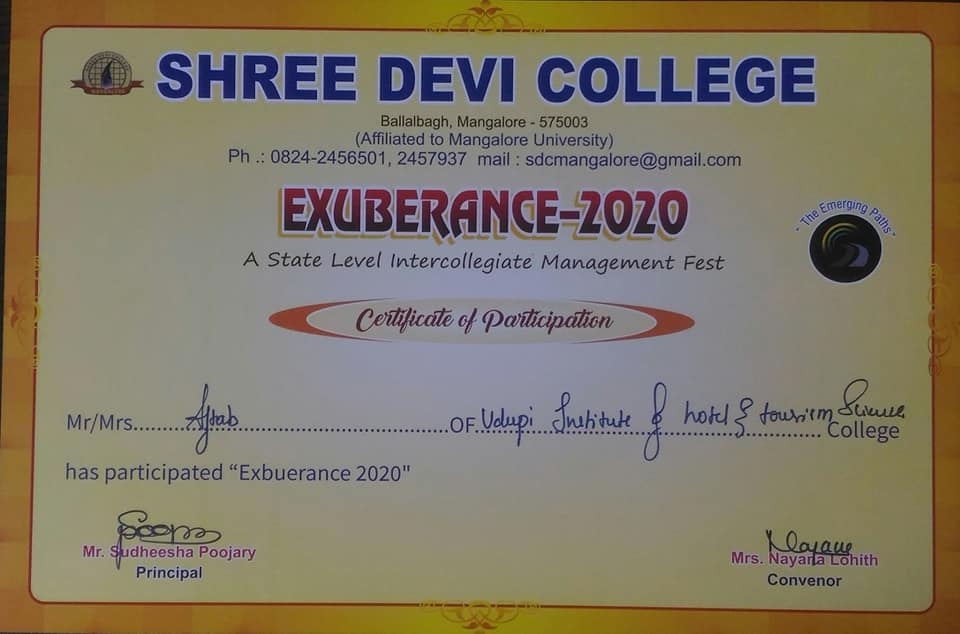 SHREE DEVI COLLEGE
MANGALORE
Ballalbagh, Mangalore - 575003
(Affiliated to Mangalore University)
Ph .: 0824-2456501, 2457937 mail : sdcmangalore@gmail.com
EXUBERANCE-2020
"The Emerging Paths"
A State Level Intercollegiate Management Fest
Certificate of Participation
Mr/Mrs. Aftab OF Udupi Institute of hotel & tourism Science College
has participated “Exbuerance 2020"
Mr. Sudheesha Poojary
Principal
Nayana
Mrs. Nayana Lohith
Convenor